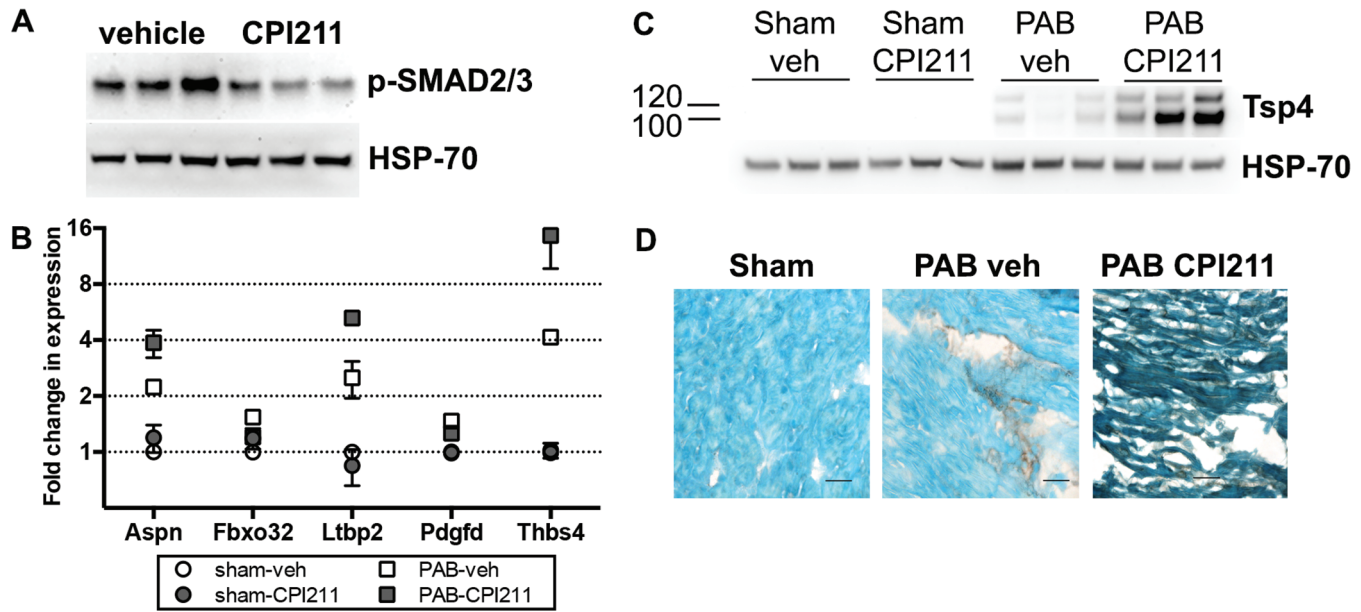 A
vehicle CPI211
p-SMAD2/3
HSP-70
B
Fold change in expression
16
8
4
2
1
Aspn Fbxo32 Ltbp2 Pdgfd Thbs4
sham-veh PAB-veh
sham-CPI211 PAB-CPI211
C
Sham Sham PAB PAB
veh CPI211 veh CPI211
120
100
Tsp4
HSP-70
D
Sham PAB veh PAB CPI211